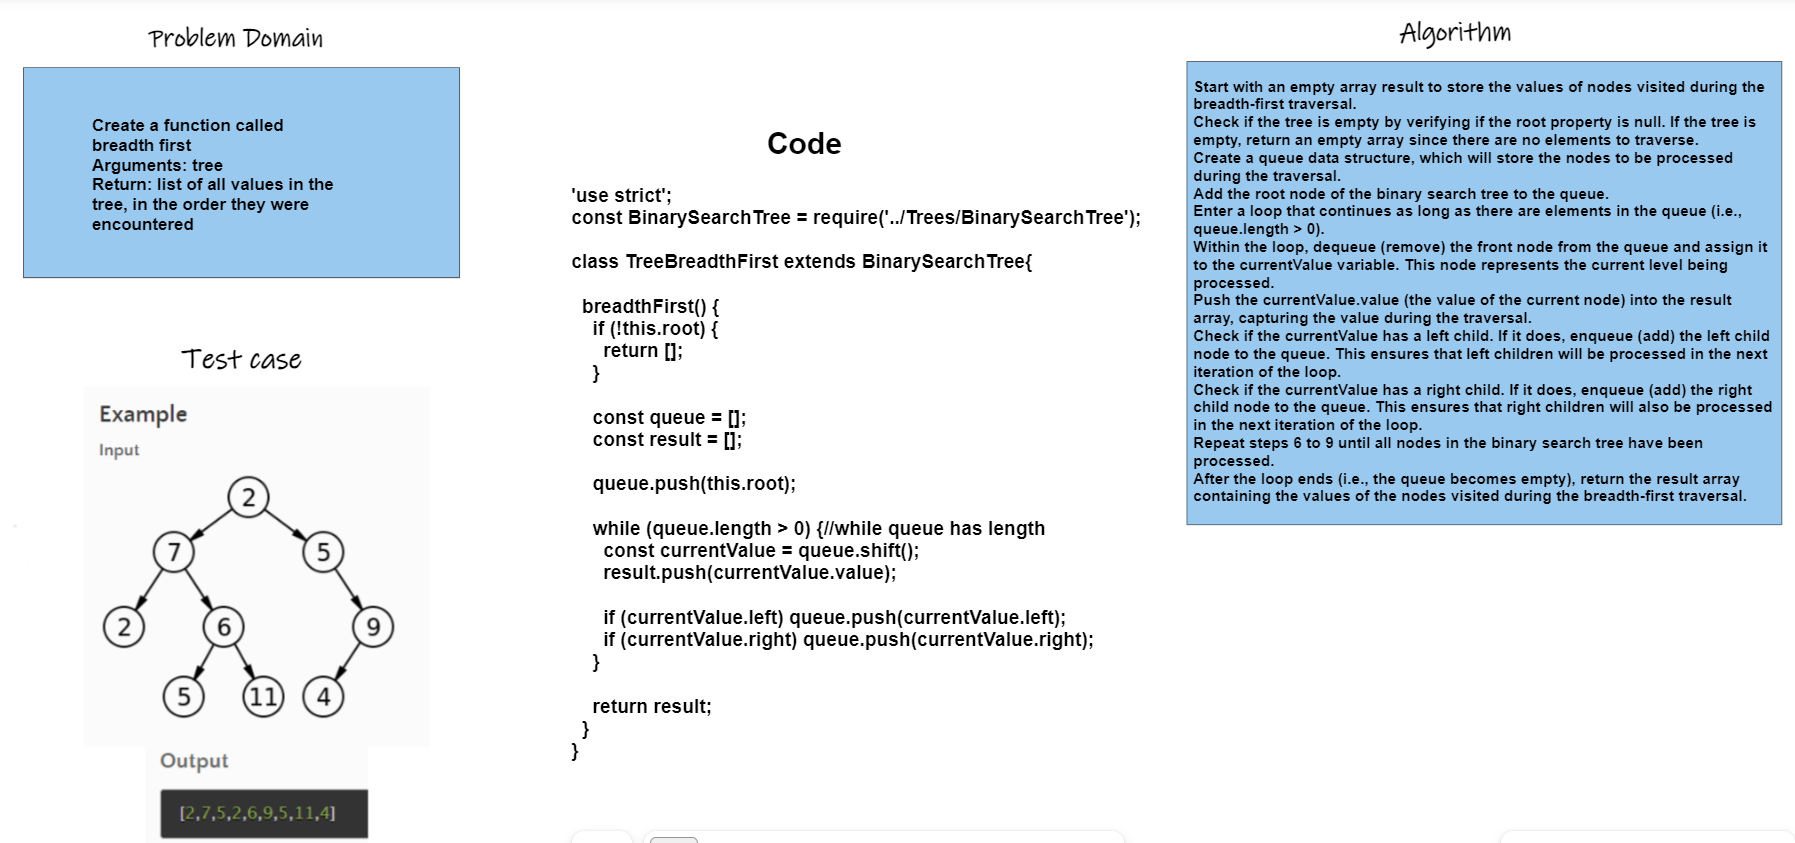 Problem Domain
Create a function called
breadth first
Arguments: tree
Return: list of all values in the
tree, in the order they were
encountered
Test case
Example
Input
2
7
5
2
6
9
5
11
4
Output
[2,7,5,2,6,9,5,11,4]
Code
'use strict';
const BinarySearchTree = require('../Trees/BinarySearchTree');
class TreeBreadthFirst extends BinarySearchTree{
breadthFirst() {
if (!this.root) {
return [];
}
const queue = [];
const result = [];
queue.push(this.root);
while (queue.length > 0) {//while queue has length
const currentValue = queue.shift();
result.push(currentValue.value);
if (currentValue.left) queue.push(currentValue.left);
if (currentValue.right) queue.push(currentValue.right);
}
return result;
}
}
Algorithm
Start with an empty array result to store the values of nodes visited during the
breadth-first traversal.
Check if the tree is empty by verifying if the root property is null. If the tree is
empty, return an empty array since there are no elements to traverse.
Create a queue data structure, which will store the nodes to be processed
during the traversal.
Add the root node of the binary search tree to the queue.
Enter a loop that continues as long as there are elements in the queue (i.e.,
queue.length > 0).
Within the loop, dequeue (remove) the front node from the queue and assign it
to the currentValue variable. This node represents the current level being
processed.
Push the currentValue.value (the value of the current node) into the result
array, capturing the value during the traversal.
Check if the currentValue has a left child. If it does, enqueue (add) the left child
node to the queue. This ensures that left children will be processed in the next
iteration of the loop.
Check if the currentValue has a right child. If it does, enqueue (add) the right
child node to the queue. This ensures that right children will also be processed
in the next iteration of the loop.
Repeat steps 6 to 9 until all nodes in the binary search tree have been
processed.
After the loop ends (i.e., the queue becomes empty), return the result array
containing the values of the nodes visited during the breadth-first traversal.